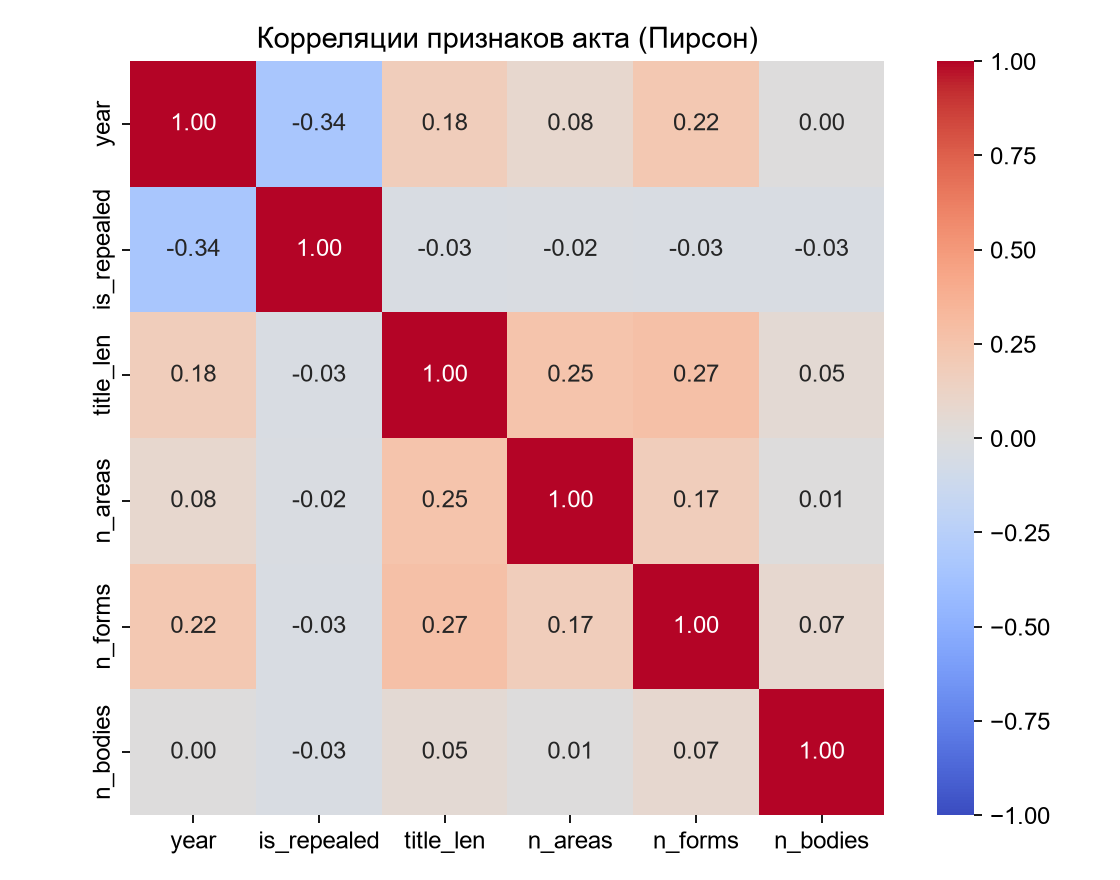 Корреляции признаков акта (Пирсон)
year 1.00 -0.34 0.18 0.08 0.22 0.00
is_repealed -0.34 1.00 -0.03 -0.02 -0.03 -0.03
title_len 0.18 -0.03 1.00 0.25 0.27 0.05
n_areas 0.08 -0.02 0.25 1.00 0.17 0.01
n_forms 0.22 -0.03 0.27 0.17 1.00 0.07
n_bodies 0.00 -0.03 0.05 0.01 0.07 1.00
year is_repealed title_len n_areas n_forms n_bodies
1.00
0.75
0.50
0.25
0.00
−0.25
−0.50
−0.75
−1.00